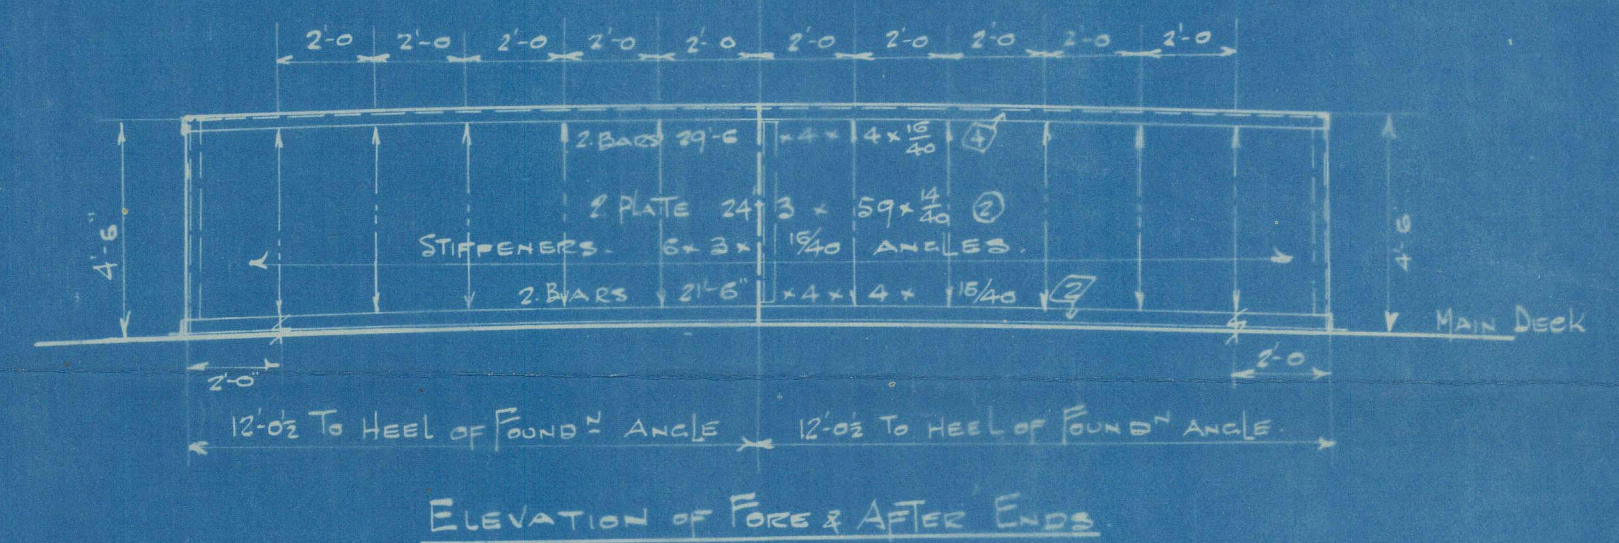 2'-0 2'-0 2'-0 2'-0 2'-0 2'-0 2'-0 2'-0 2'-0 2'-0
2. BARS 29'-6 × 4 × 4 × 16/40 4
4'-6"
2 PLATE 24' 3 × 59 × 14/40 2
4'-6"
STIFFENERS. 6 × 3 × 16/40 ANGLES.
2. BARS 21'-6" × 4 × 4 × 16/40 2
MAIN DECK
2'-0" 2'-0
12'-0½ TO HEEL OF FOUNDN ANGLE 12'-0½ TO HEEL OF FOUNDN ANGLE.
ELEVATION OF FORE & AFTER ENDS